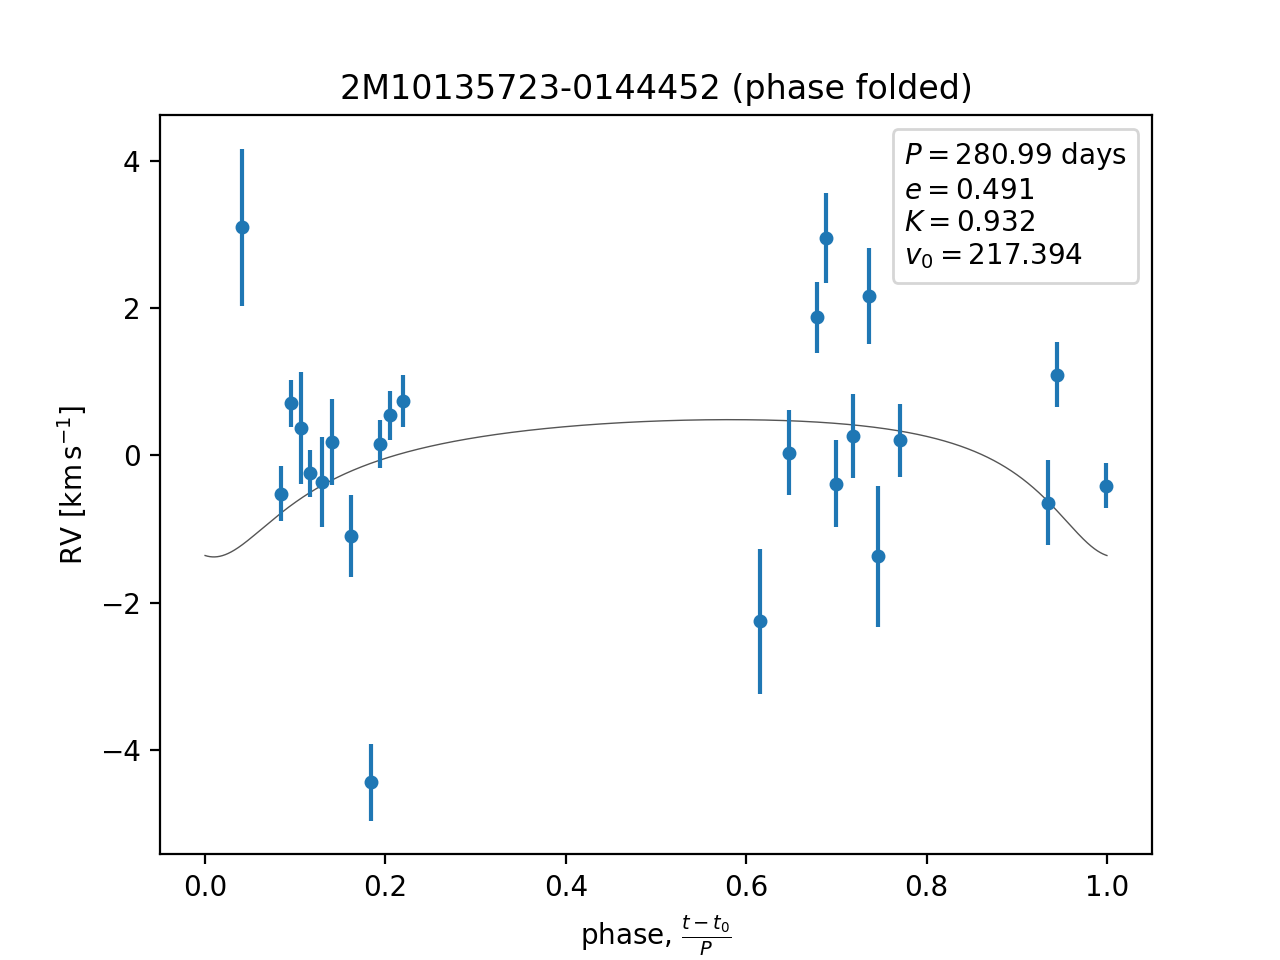 2M10135723-0144452 (phase folded)
P = 280.99 days
e = 0.491
K = 0.932
v₀ = 217.394
4
2
0
−2
−4
RV [km s⁻¹]
0.0 0.2 0.4 0.6 0.8 1.0
phase, (t − t₀)/P